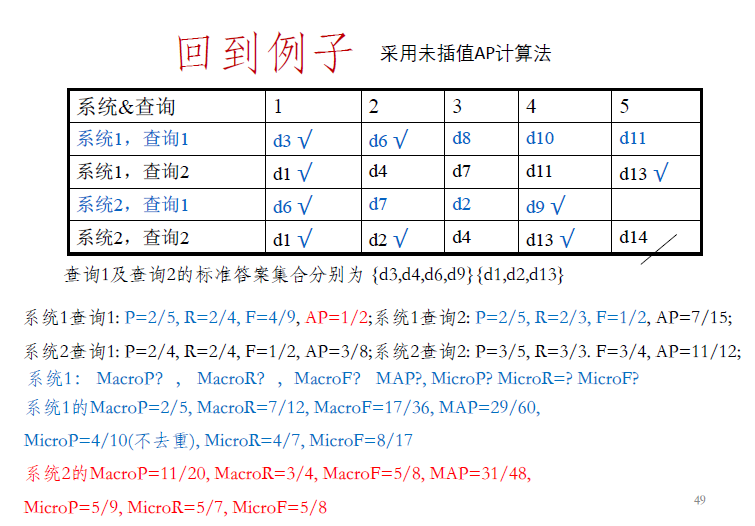 回到例子 采用未插值AP计算法
系统&查询 1 2 3 4 5
系统1，查询1 d3 √ d6 √ d8 d10 d11
系统1，查询2 d1 √ d4 d7 d11 d13 √
系统2，查询1 d6 √ d7 d2 d9 √
系统2，查询2 d1 √ d2 √ d4 d13 √ d14
查询1及查询2的标准答案集合分别为 {d3,d4,d6,d9}{d1,d2,d13}
系统1查询1: P=2/5, R=2/4, F=4/9, AP=1/2;系统1查询2: P=2/5, R=2/3, F=1/2, AP=7/15;
系统2查询1: P=2/4, R=2/4, F=1/2, AP=3/8;系统2查询2: P=3/5, R=3/3. F=3/4, AP=11/12;
系统1： MacroP? ， MacroR? ，MacroF? MAP?, MicroP? MicroR=? MicroF?
系统1的MacroP=2/5, MacroR=7/12, MacroF=17/36, MAP=29/60,
MicroP=4/10(不去重), MicroR=4/7, MicroF=8/17
系统2的MacroP=11/20, MacroR=3/4, MacroF=5/8, MAP=31/48,
MicroP=5/9, MicroR=5/7, MicroF=5/8
49